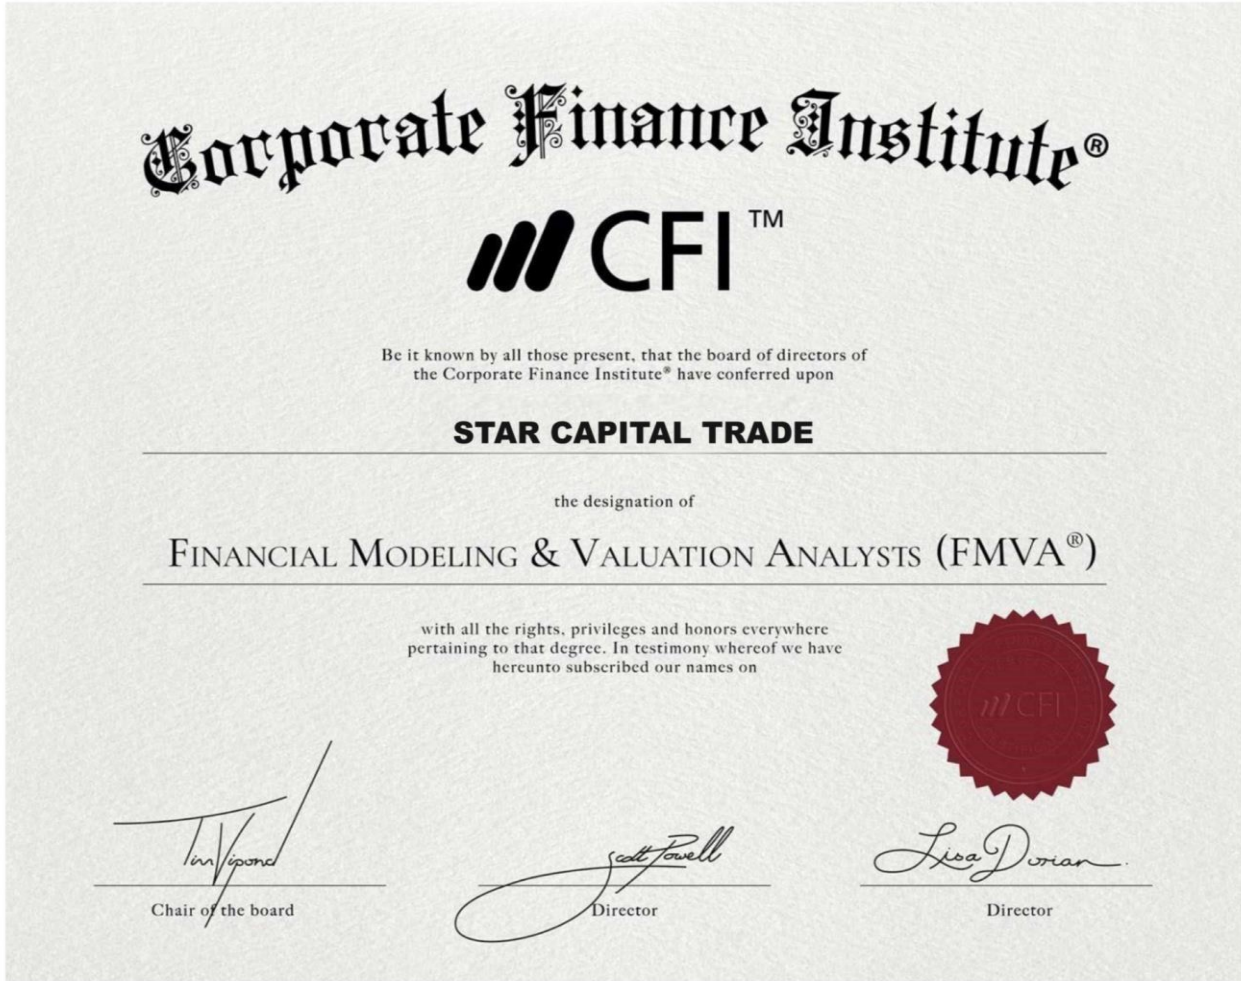 Corporate Finance Institute®
CFI™
Be it known by all those present, that the board of directors of
the Corporate Finance Institute® have conferred upon
STAR CAPITAL TRADE
the designation of
FINANCIAL MODELING & VALUATION ANALYSTS (FMVA®)
with all the rights, privileges and honors everywhere
pertaining to that degree. In testimony whereof we have
hereunto subscribed our names on
CFI
Tim Vipond
Scott Powell
Lisa Dorian
Chair of the board
Director
Director